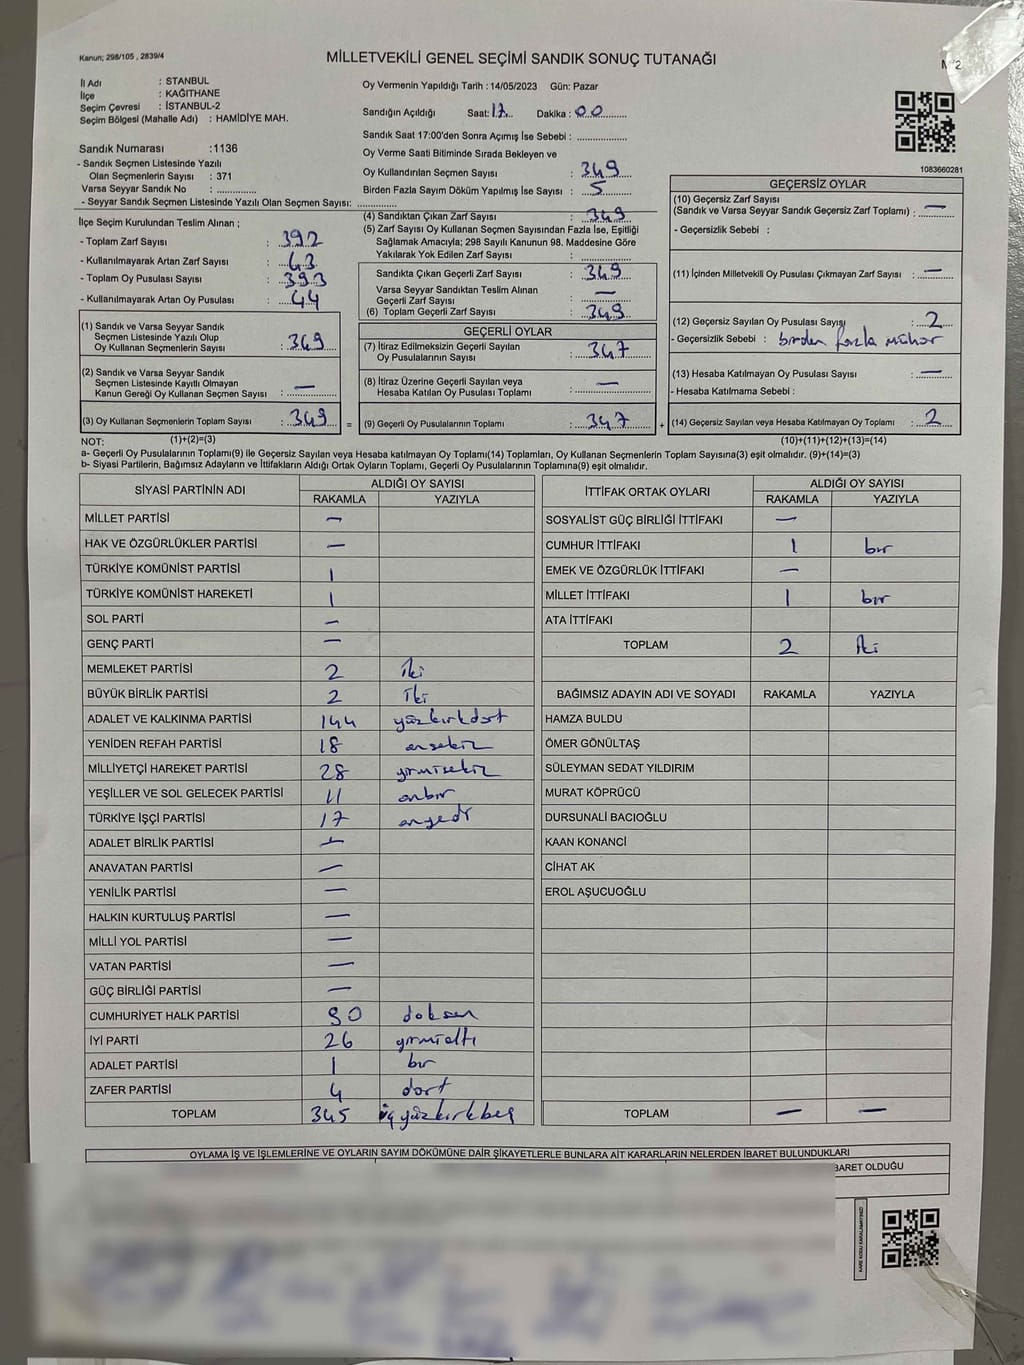 Kanun; 298/105 , 2839/4
MİLLETVEKİLİ GENEL SEÇİMİ SANDIK SONUÇ TUTANAĞI
İl Adı : STANBUL
İlçe : KAĞITHANE
Seçim Çevresi : İSTANBUL-2
Seçim Bölgesi (Mahalle Adı) : HAMİDİYE MAH.
Oy Vermenin Yapıldığı Tarih : 14/05/2023 Gün: Pazar
Sandığın Açıldığı Saat: 17 Dakika : 00
Sandık Saat 17:00'den Sonra Açımış İse Sebebi : ..................
Sandık Numarası :1136
- Sandık Seçmen Listesinde Yazılı
Olan Seçmenlerin Sayısı : 371
Varsa Seyyar Sandık No : ..............
- Seyyar Sandık Seçmen Listesinde Yazılı Olan Seçmen Sayısı: ..............
Oy Verme Saati Bitiminde Sırada Bekleyen ve
Oy Kullandırılan Seçmen Sayısı : 349
Birden Fazla Sayım Döküm Yapılmış İse Sayısı : 5
1083660281
İlçe Seçim Kurulundan Teslim Alınan ;
- Toplam Zarf Sayısı : 392
- Kullanılmayarak Artan Zarf Sayısı : 43
- Toplam Oy Pusulası Sayısı : 393
- Kullanılmayarak Artan Oy Pusulası : 44
(1) Sandık ve Varsa Seyyar Sandık
Seçmen Listesinde Yazılı Olup
Oy Kullanan Seçmenlerin Sayısı : 349
(2) Sandık ve Varsa Seyyar Sandık
Seçmen Listesinde Kayıtlı Olmayan
Kanun Gereği Oy Kullanan Seçmen Sayısı : —
(3) Oy Kullanan Seçmenlerin Toplam Sayısı : 349 =
(4) Sandıktan Çıkan Zarf Sayısı : 349
(5) Zarf Sayısı Oy Kullanan Seçmen Sayısından Fazla İse, Eşitliği
Sağlamak Amacıyla; 298 Sayılı Kanunun 98. Maddesine Göre
Yakılarak Yok Edilen Zarf Sayısı : ..............
Sandıkta Çıkan Geçerli Zarf Sayısı : 349
Varsa Seyyar Sandıktan Teslim Alınan
Geçerli Zarf Sayısı : —
(6) Toplam Geçerli Zarf Sayısı : 349
GEÇERLİ OYLAR
(7) İtiraz Edilmeksizin Geçerli Sayılan
Oy Pusulalarının Sayısı : 347
(8) İtiraz Üzerine Geçerli Sayılan veya
Hesaba Katılan Oy Pusulası Toplamı : —
(9) Geçerli Oy Pusulalarının Toplamı : 347 +
GEÇERSİZ OYLAR
(10) Geçersiz Zarf Sayısı
(Sandık ve Varsa Seyyar Sandık Geçersiz Zarf Toplamı) : —
- Geçersizlik Sebebi :
(11) İçinden Milletvekili Oy Pusulası Çıkmayan Zarf Sayısı : —
(12) Geçersiz Sayılan Oy Pusulası Sayısı : 2
- Geçersizlik Sebebi : birden fazla mühür
(13) Hesaba Katılmayan Oy Pusulası Sayısı : —
- Hesaba Katılmama Sebebi :
(14) Geçersiz Sayılan veya Hesaba Katılmayan Oy Toplamı : 2
NOT: (1)+(2)=(3) (10)+(11)+(12)+(13)=(14)
a- Geçerli Oy Pusulalarının Toplamı(9) ile Geçersiz Sayılan veya Hesaba katılmayan Oy Toplamı(14) Toplamları, Oy Kullanan Seçmenlerin Toplam Sayısına(3) eşit olmalıdır. (9)+(14)=(3)
b- Siyasi Partilerin, Bağımsız Adayların ve İttifakların Aldığı Ortak Oyların Toplamı, Geçerli Oy Pusulalarının Toplamına(9) eşit olmalıdır.
SİYASİ PARTİNİN ADI ALDIĞI OY SAYISI
RAKAMLA YAZIYLA
MİLLET PARTİSİ —
HAK VE ÖZGÜRLÜKLER PARTİSİ —
TÜRKİYE KOMÜNİST PARTİSİ 1
TÜRKİYE KOMÜNİST HAREKETİ 1
SOL PARTİ —
GENÇ PARTİ —
MEMLEKET PARTİSİ 2 iki
BÜYÜK BİRLİK PARTİSİ 2 iki
ADALET VE KALKINMA PARTİSİ 144 yüzkırkdort
YENİDEN REFAH PARTİSİ 18 onsekiz
MİLLİYETÇİ HAREKET PARTİSİ 28 yirmisekiz
YEŞİLLER VE SOL GELECEK PARTİSİ 11 onbir
TÜRKİYE İŞÇİ PARTİSİ 17 onyedi
ADALET BİRLİK PARTİSİ —
ANAVATAN PARTİSİ —
YENİLİK PARTİSİ —
HALKIN KURTULUŞ PARTİSİ —
MİLLİ YOL PARTİSİ —
VATAN PARTİSİ —
GÜÇ BİRLİĞİ PARTİSİ —
CUMHURİYET HALK PARTİSİ 90 doksan
İYİ PARTİ 26 yirmialtı
ADALET PARTİSİ 1 bir
ZAFER PARTİSİ 4 dort
TOPLAM 345 üçyüzkırkbeş
İTTİFAK ORTAK OYLARI ALDIĞI OY SAYISI
RAKAMLA YAZIYLA
SOSYALİST GÜÇ BİRLİĞİ İTTİFAKI —
CUMHUR İTTİFAKI 1 bir
EMEK VE ÖZGÜRLÜK İTTİFAKI —
MİLLET İTTİFAKI 1 bir
ATA İTTİFAKI
TOPLAM 2 İki
BAĞIMSIZ ADAYIN ADI VE SOYADI RAKAMLA YAZIYLA
HAMZA BULDU
ÖMER GÖNÜLTAŞ
SÜLEYMAN SEDAT YILDIRIM
MURAT KÖPRÜCÜ
DURSUNALİ BACIOĞLU
KAAN KONANCİ
CİHAT AK
EROL AŞUCUOĞLU
TOPLAM — —
OYLAMA İŞ VE İŞLEMLERİNE VE OYLARIN SAYIM DÖKÜMÜNE DAİR ŞİKAYETLERLE BUNLARA AİT KARARLARIN NELERDEN İBARET BULUNDUKLARI
BARET OLDUĞU
KARE KODU KARALAMAYINIZ!